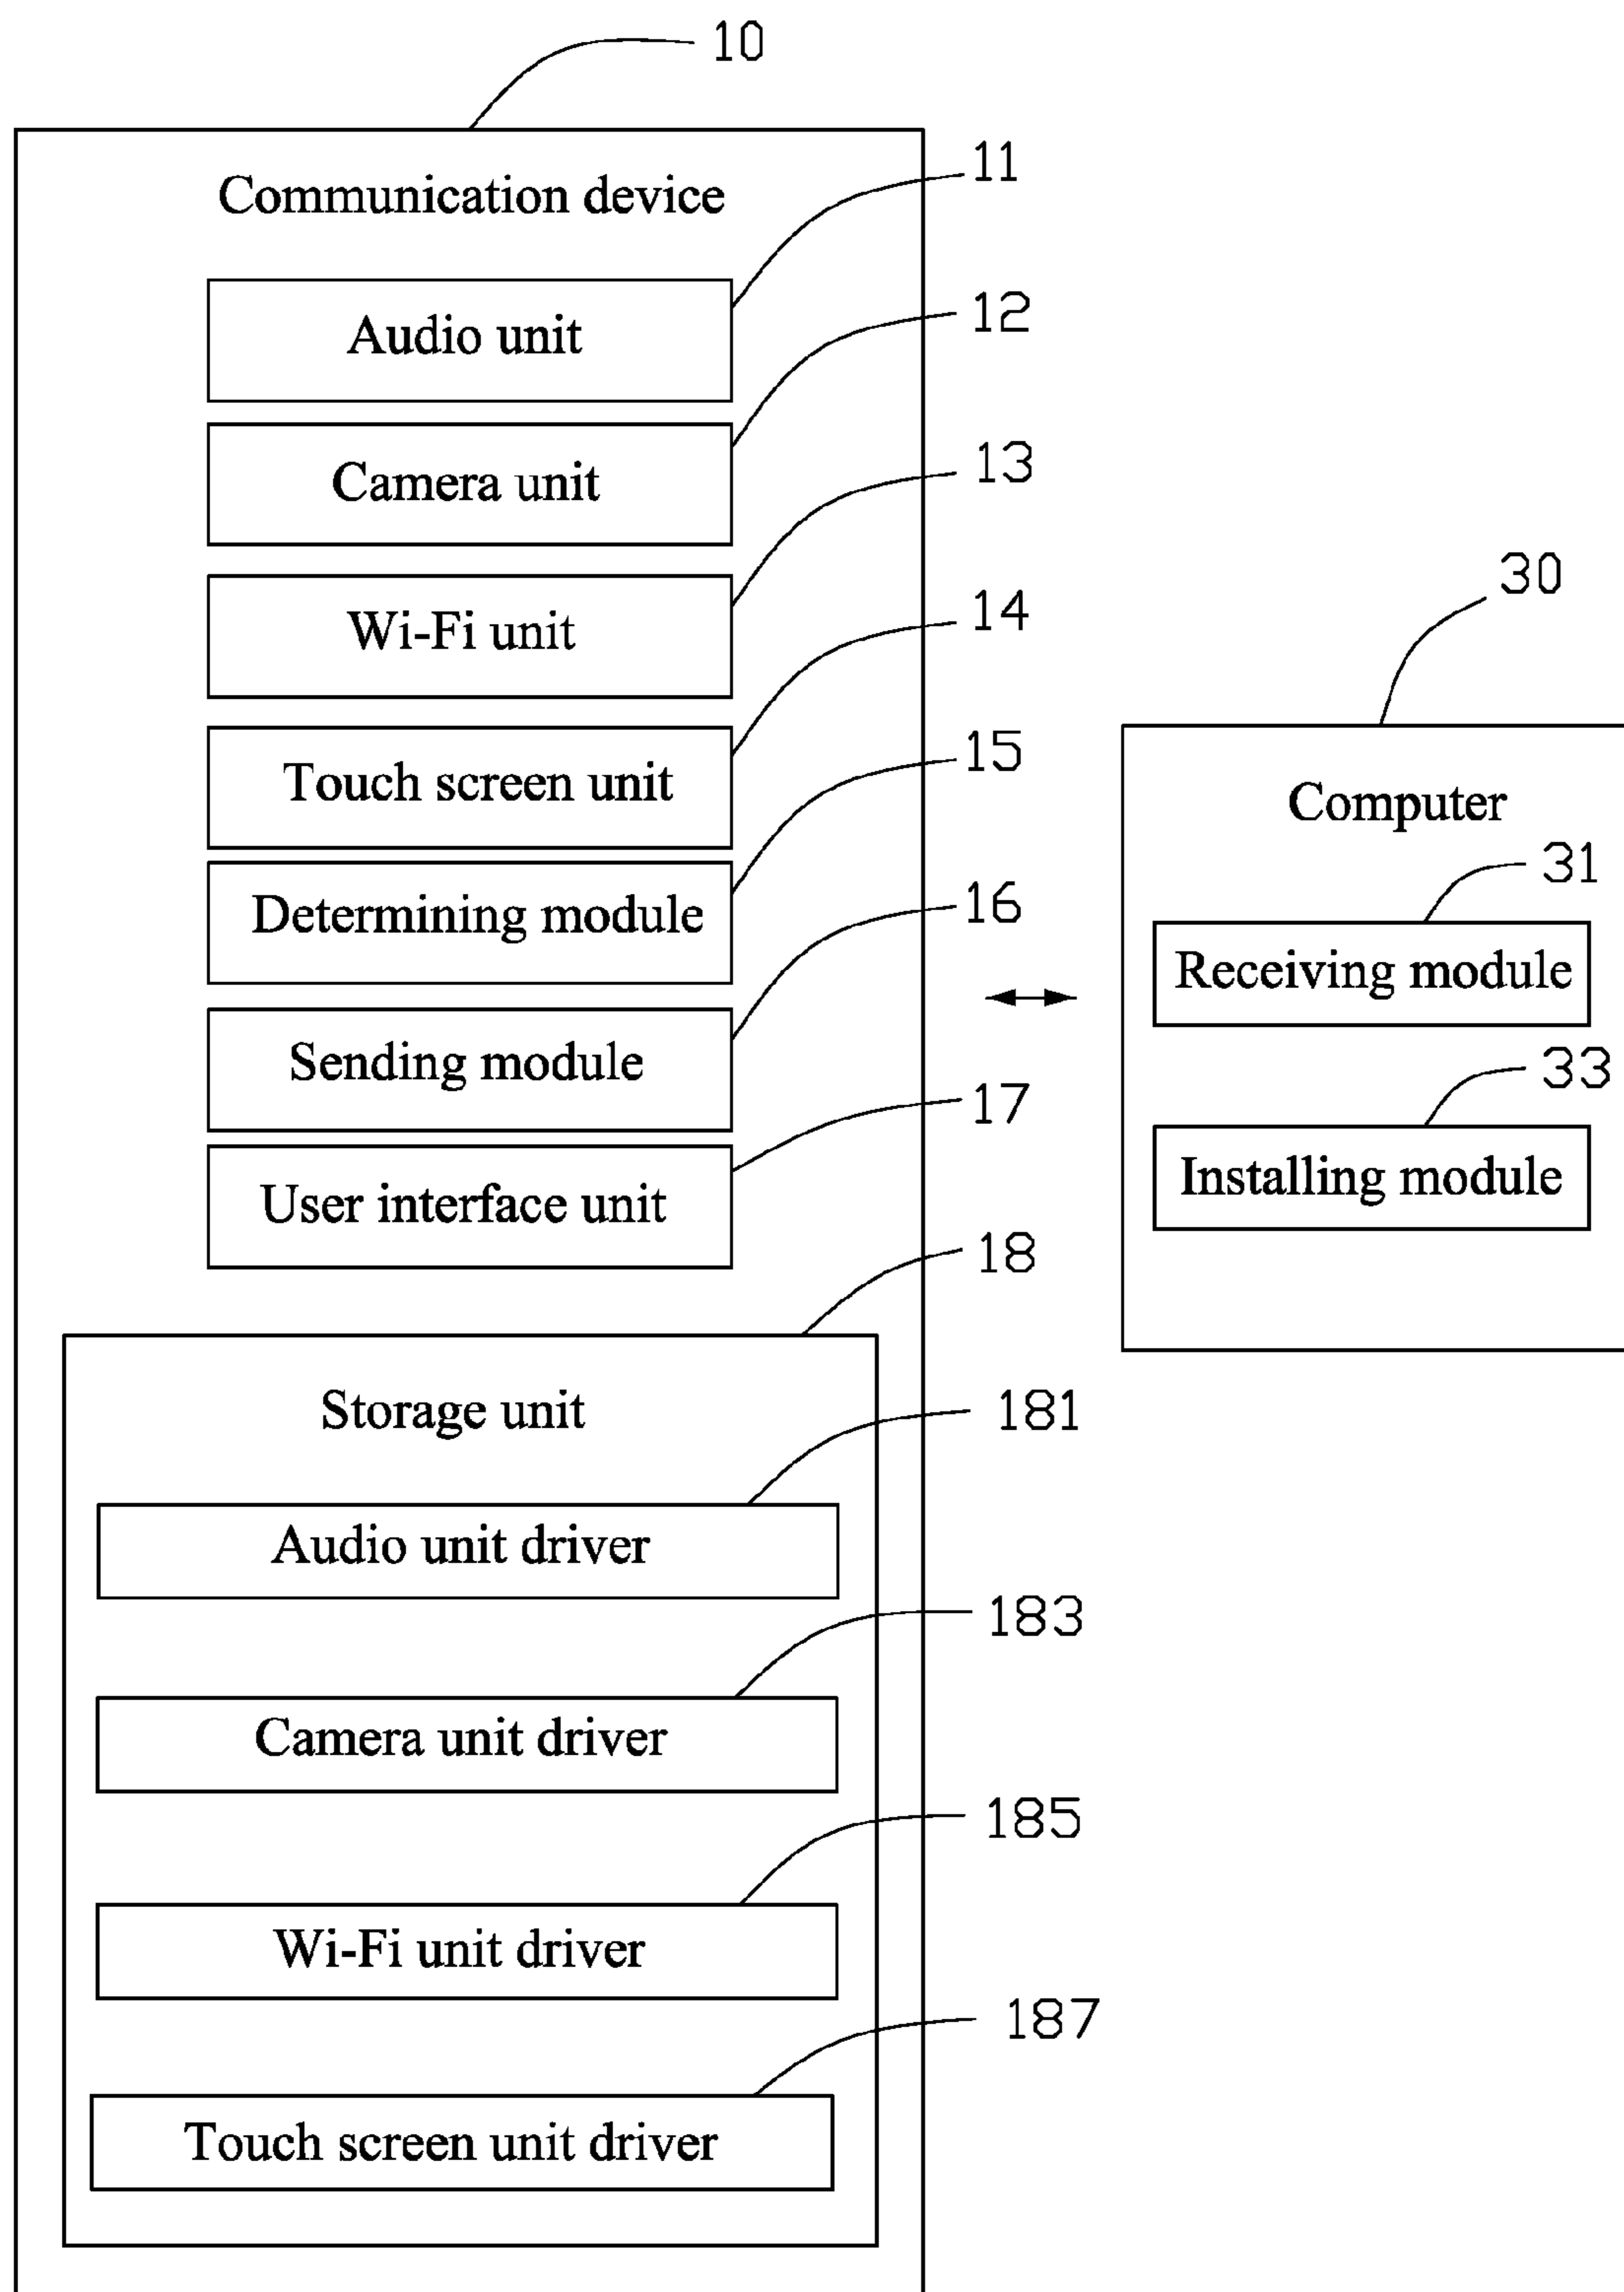 10
Communication device
11
Audio unit
12
Camera unit
13
Wi-Fi unit
14
Touch screen unit
15
Determining module
16
Sending module
17
User interface unit
18
Storage unit
181
Audio unit driver
183
Camera unit driver
185
Wi-Fi unit driver
187
Touch screen unit driver
30
Computer
31
Receiving module
33
Installing module